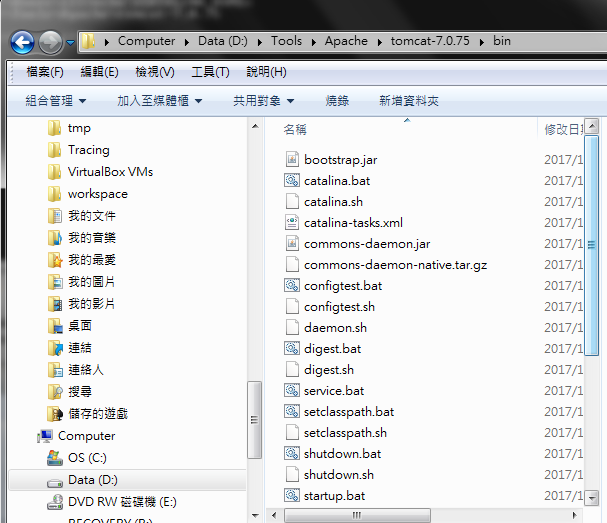 Computer Data (D:) Tools Apache tomcat-7.0.75 bin
檔案(F) 編輯(E) 檢視(V) 工具(T) 說明(H)
組合管理 加入至媒體櫃 共用對象 燒錄 新增資料夾
tmp
Tracing
VirtualBox VMs
workspace
我的文件
我的音樂
我的最愛
我的圖片
我的影片
桌面
連結
連絡人
搜尋
儲存的遊戲
Computer
OS (C:)
Data (D:)
DVD RW 磁碟機 (E:)
名稱 修改日
bootstrap.jar 2017/1
catalina.bat 2017/1
catalina.sh 2017/1
catalina-tasks.xml 2017/1
commons-daemon.jar 2017/1
commons-daemon-native.tar.gz 2017/1
configtest.bat 2017/1
configtest.sh 2017/1
daemon.sh 2017/1
digest.bat 2017/1
digest.sh 2017/1
service.bat 2017/1
setclasspath.bat 2017/1
setclasspath.sh 2017/1
shutdown.bat 2017/1
shutdown.sh 2017/1
startup.bat 2017/1